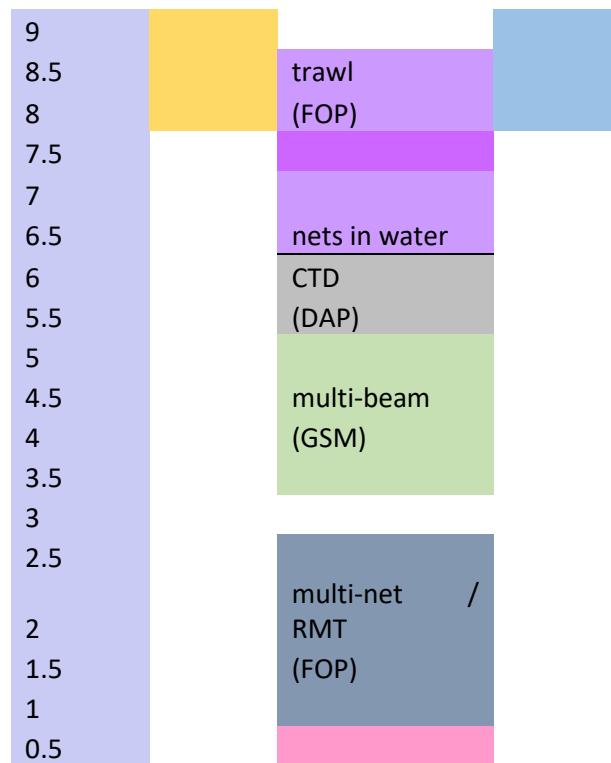 9
8.5 trawl
8 (FOP)
7.5
7
6.5 nets in water
6 CTD
5.5 (DAP)
5
4.5 multi-beam
4 (GSM)
3.5
3
2.5
multi-net /
2 RMT
1.5 (FOP)
1
0.5